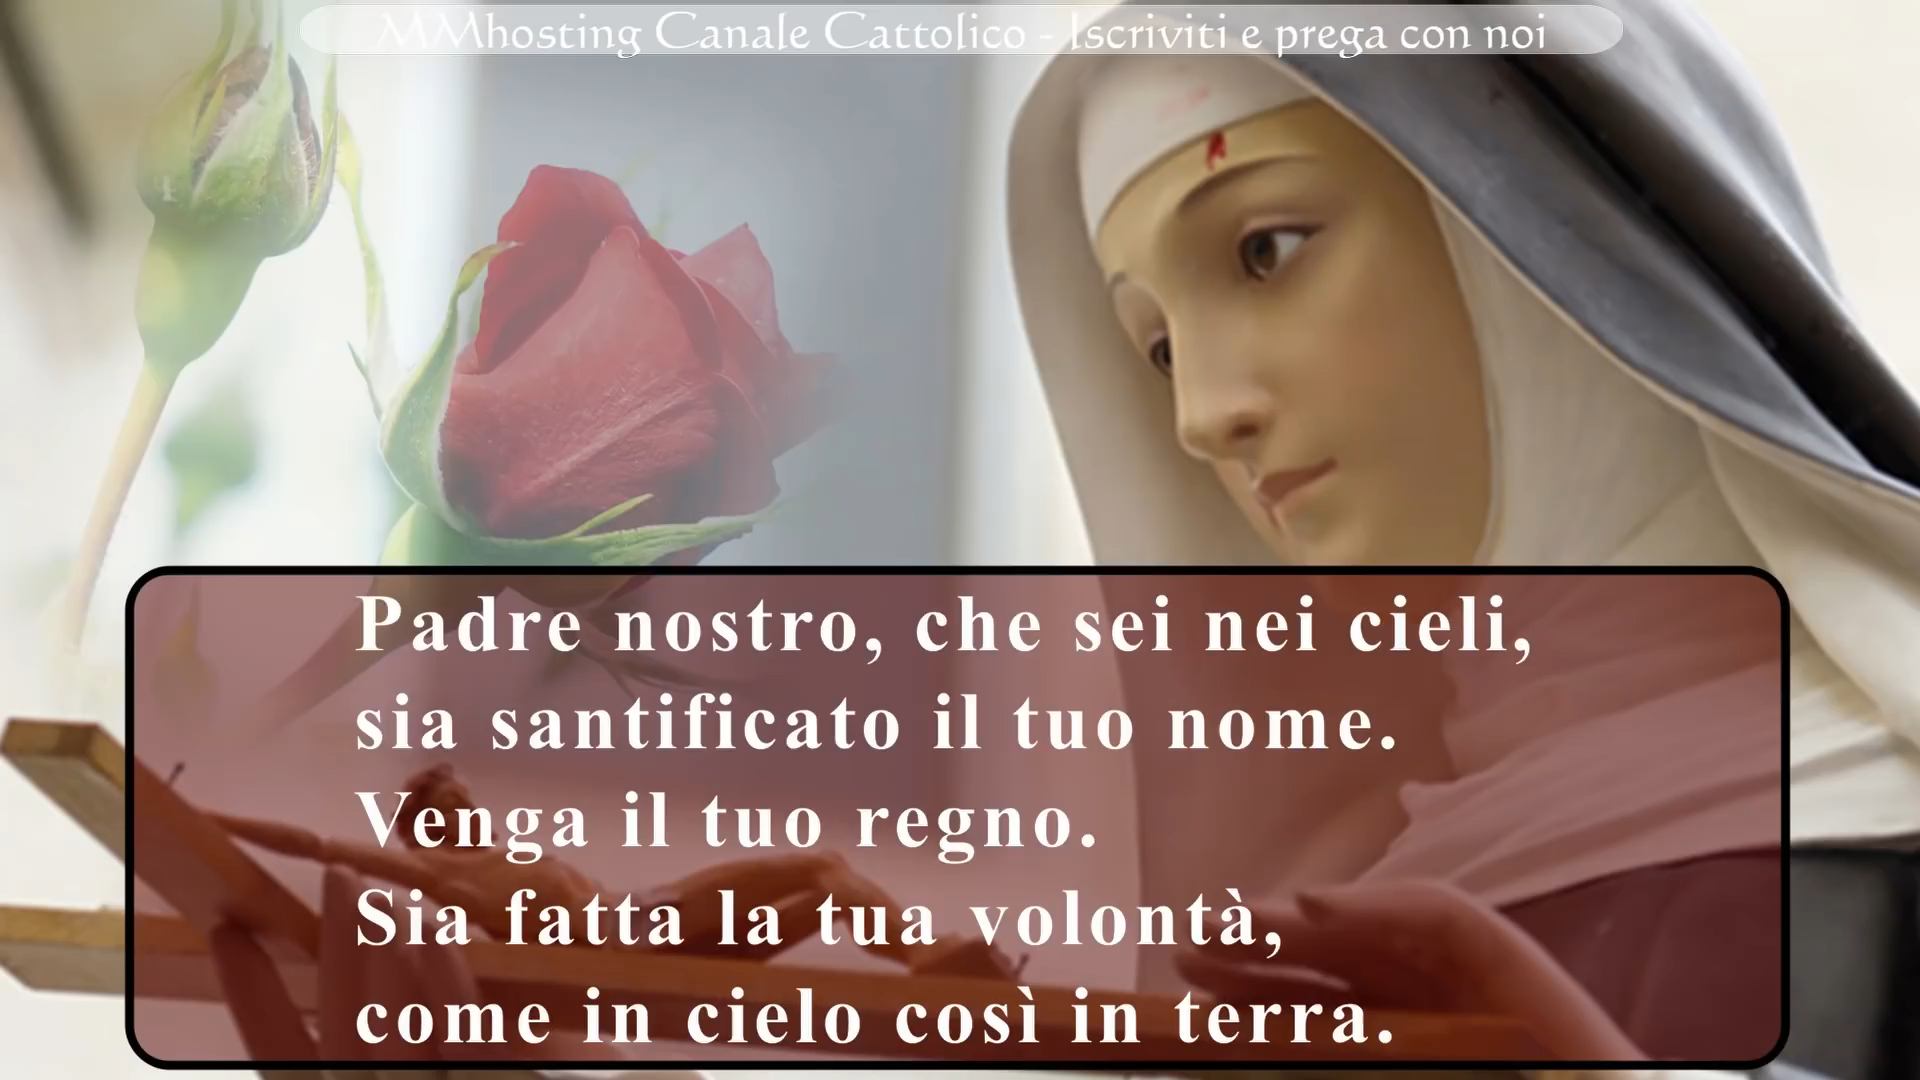 MMhosting Canale Cattolico - Iscriviti e prega con noi
Padre nostro, che sei nei cieli,
sia santificato il tuo nome.
Venga il tuo regno.
Sia fatta la tua volontà,
come in cielo così in terra.